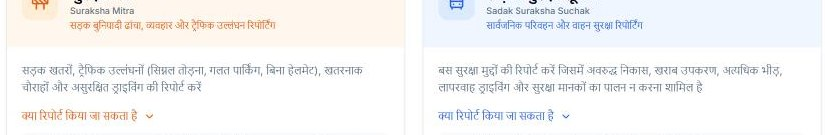 Suraksha Mitra
सड़क बुनियादी ढांचा, व्यवहार और ट्रैफिक उल्लंघन रिपोर्टिंग
सड़क खतरों, ट्रैफिक उल्लंघनों (सिग्नल तोड़ना, गलत पार्किंग, बिना हेलमेट), खतरनाक
चौराहों और असुरक्षित ड्राइविंग की रिपोर्ट करें
क्या रिपोर्ट किया जा सकता है
Sadak Suraksha Suchak
सार्वजनिक परिवहन और वाहन सुरक्षा रिपोर्टिंग
बस सुरक्षा मुद्दों की रिपोर्ट करें जिसमें अवरुद्ध निकास, खराब उपकरण, अत्यधिक भीड़,
लापरवाह ड्राइविंग और सुरक्षा मानकों का पालन न करना शामिल है
क्या रिपोर्ट किया जा सकता है